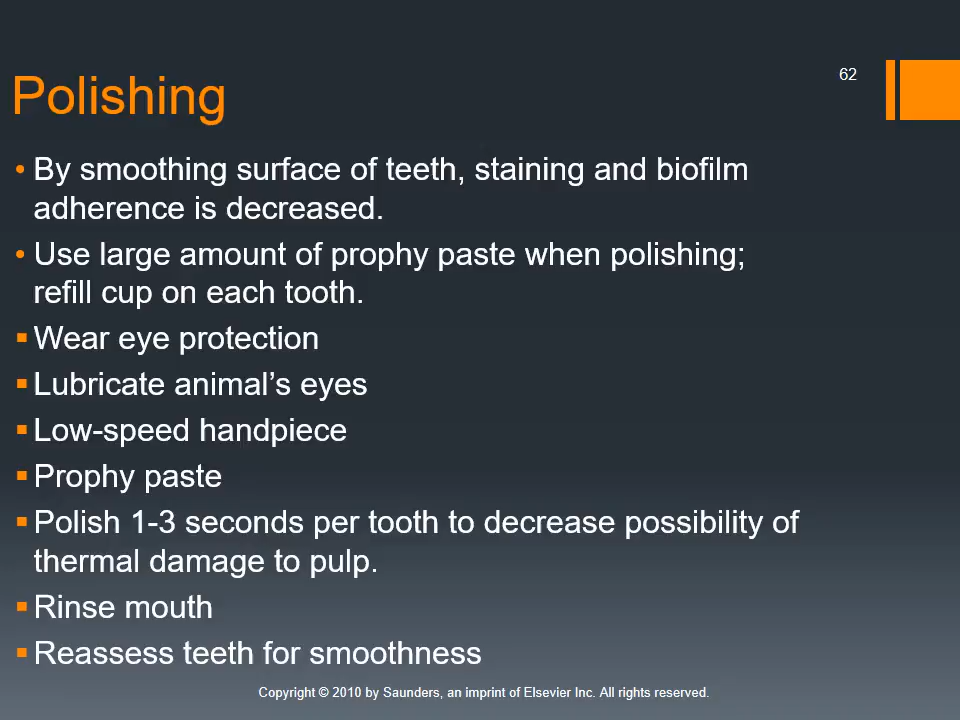 62
Polishing
• By smoothing surface of teeth, staining and biofilm
adherence is decreased.
• Use large amount of prophy paste when polishing;
refill cup on each tooth.
▪ Wear eye protection
▪ Lubricate animal’s eyes
▪ Low-speed handpiece
▪ Prophy paste
▪ Polish 1-3 seconds per tooth to decrease possibility of
thermal damage to pulp.
▪ Rinse mouth
▪ Reassess teeth for smoothness
Copyright © 2010 by Saunders, an imprint of Elsevier Inc. All rights reserved.